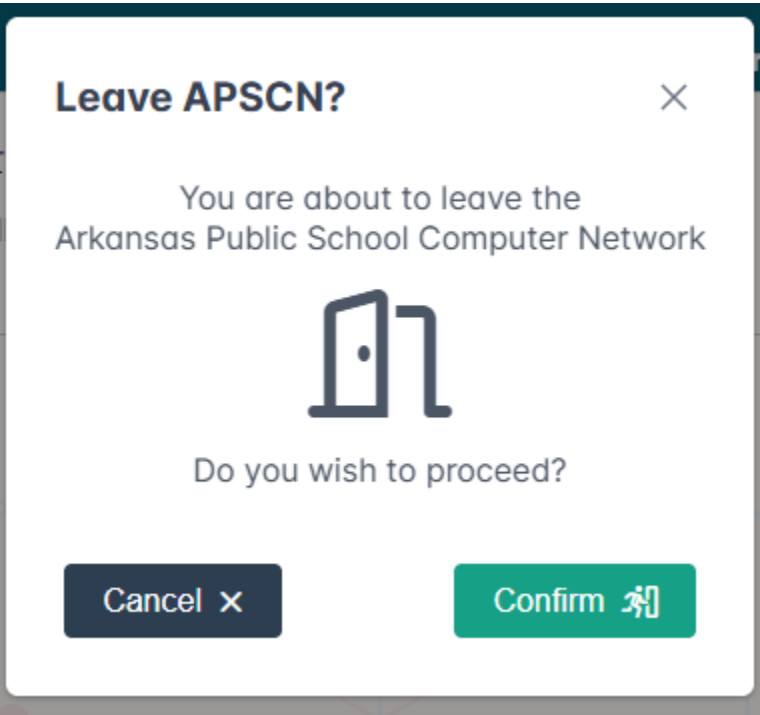 Leave APSCN?
You are about to leave the
Arkansas Public School Computer Network
Do you wish to proceed?
Cancel
Confirm